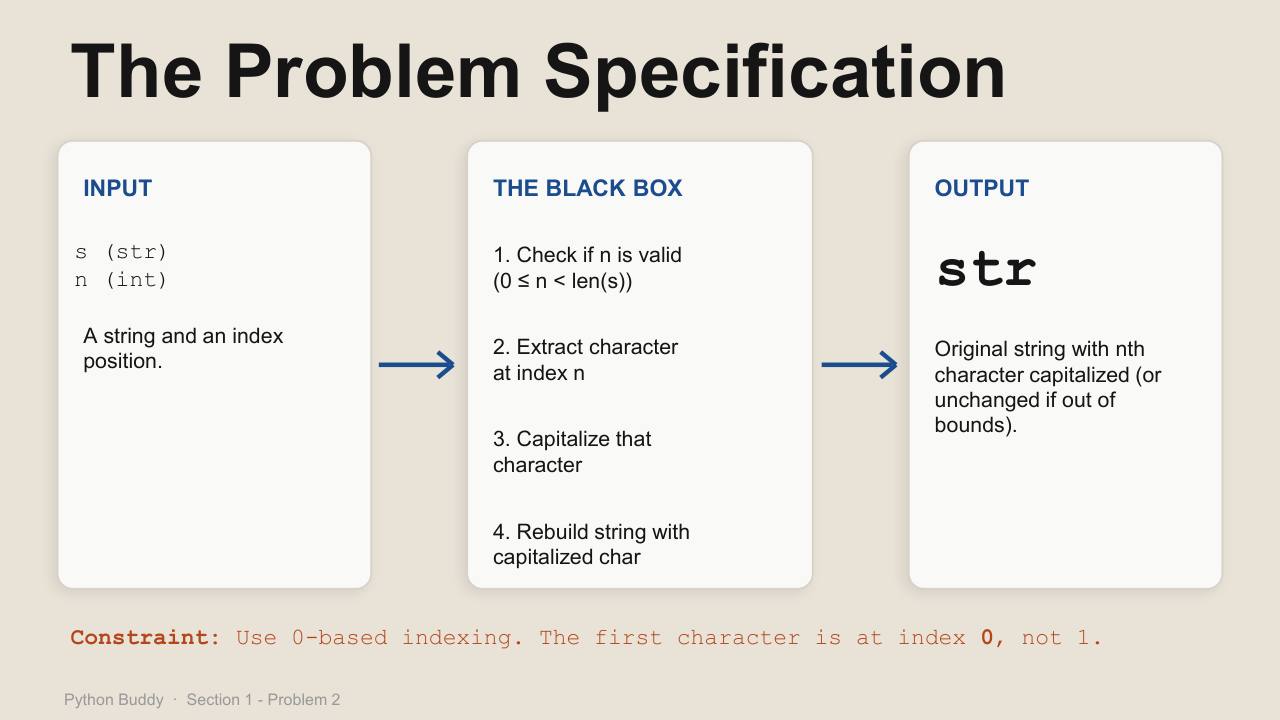 The Problem Specification
INPUT
s (str)
n (int)
A string and an index
position.
THE BLACK BOX
1. Check if n is valid
(0 ≤ n < len(s))
2. Extract character
at index n
3. Capitalize that
character
4. Rebuild string with
capitalized char
OUTPUT
str
Original string with nth
character capitalized (or
unchanged if out of
bounds).
Constraint: Use 0-based indexing. The first character is at index 0, not 1.
Python Buddy · Section 1 - Problem 2